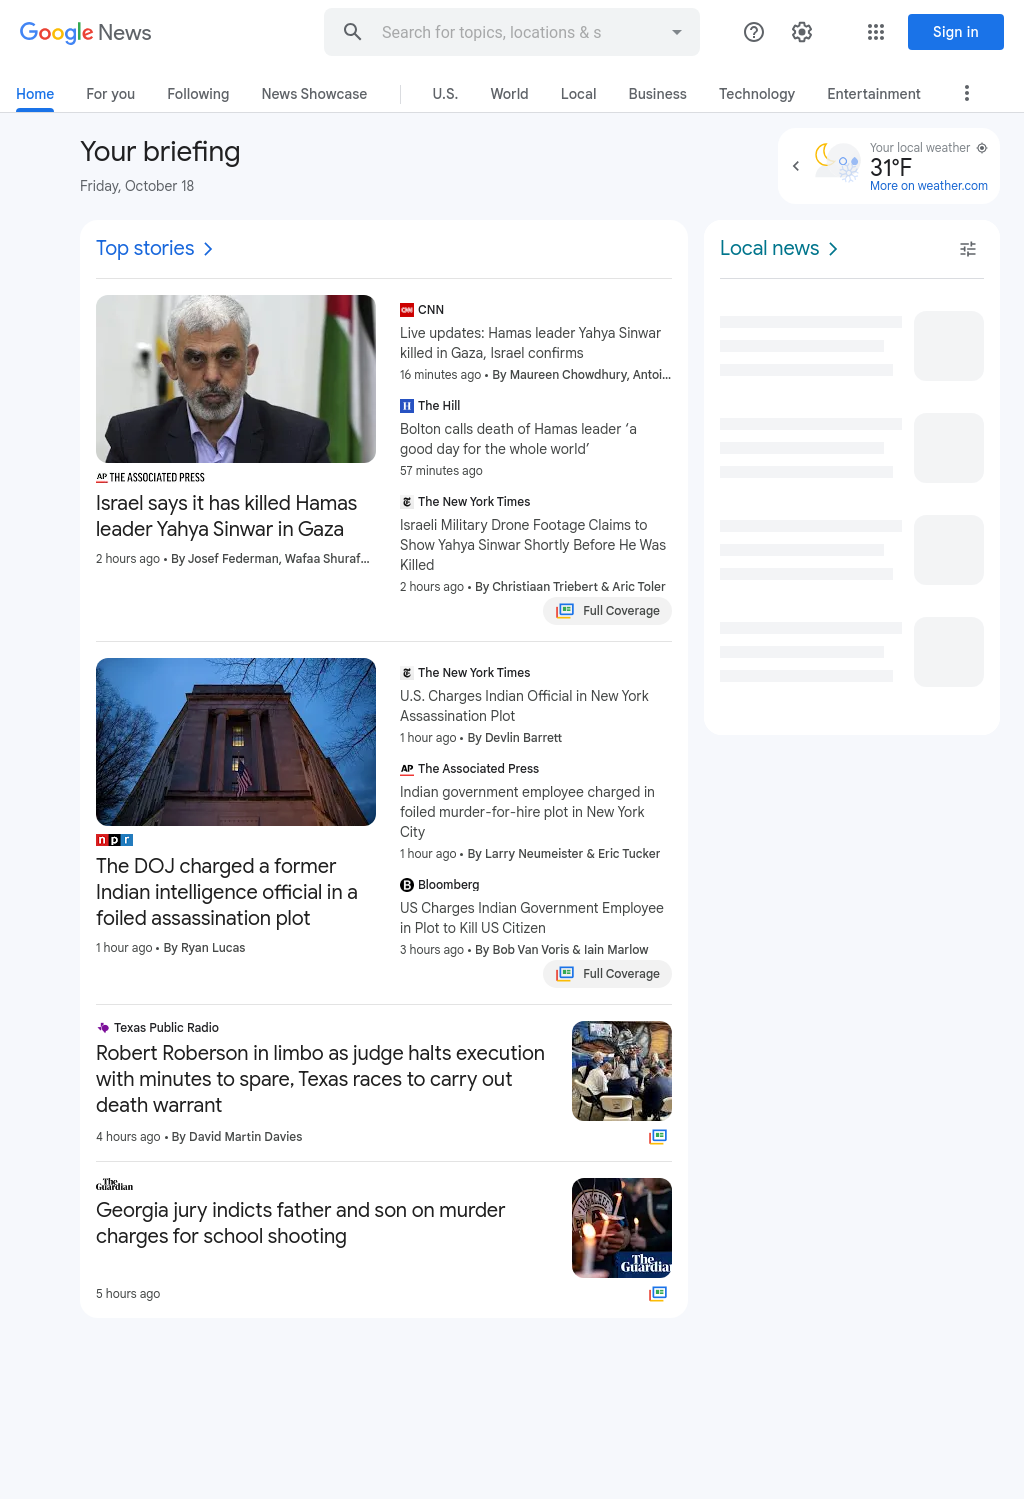 Google News
Search for topics, locations & s
Sign in
Home
For you
Following
News Showcase
U.S.
World
Local
Business
Technology
Entertainment
Your briefing
Friday, October 18
Your local weather
31°F
More on weather.com
Top stories
AP THE ASSOCIATED PRESS
Israel says it has killed Hamas
leader Yahya Sinwar in Gaza
2 hours ago • By Josef Federman, Wafaa Shuraf...
CNN
CNN
Live updates: Hamas leader Yahya Sinwar
killed in Gaza, Israel confirms
16 minutes ago • By Maureen Chowdhury, Antoi...
H
The Hill
Bolton calls death of Hamas leader ‘a
good day for the whole world’
57 minutes ago
The New York Times
Israeli Military Drone Footage Claims to
Show Yahya Sinwar Shortly Before He Was
Killed
2 hours ago • By Christiaan Triebert & Aric Toler
Full Coverage
npr
The DOJ charged a former
Indian intelligence official in a
foiled assassination plot
1 hour ago • By Ryan Lucas
The New York Times
U.S. Charges Indian Official in New York
Assassination Plot
1 hour ago • By Devlin Barrett
AP
The Associated Press
Indian government employee charged in
foiled murder-for-hire plot in New York
City
1 hour ago • By Larry Neumeister & Eric Tucker
B
Bloomberg
US Charges Indian Government Employee
in Plot to Kill US Citizen
3 hours ago • By Bob Van Voris & Iain Marlow
Full Coverage
Texas Public Radio
Robert Roberson in limbo as judge halts execution
with minutes to spare, Texas races to carry out
death warrant
4 hours ago • By David Martin Davies
The Guardian
Georgia jury indicts father and son on murder
charges for school shooting
The
Guardian
5 hours ago
Local news